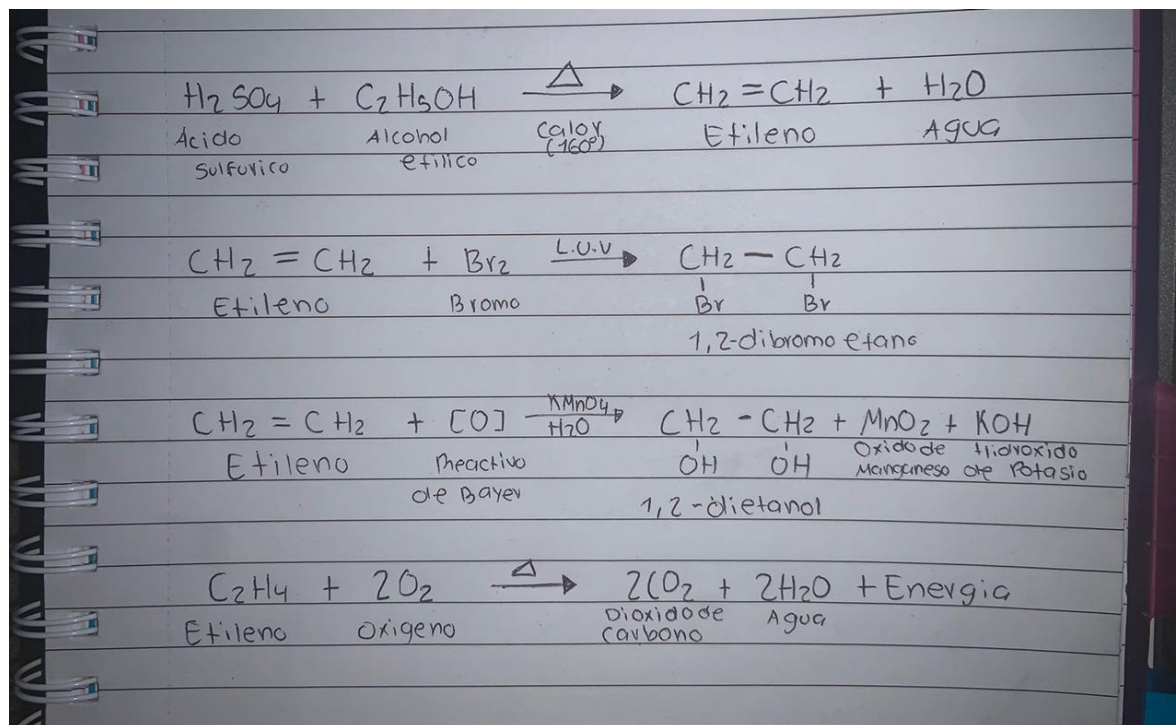 H2SO4 + C2H5OH △ → CH2=CH2 + H2O
Acido Alcohol Calor Etileno Agua
Sulfurico etilico (160°)
CH2 = CH2 + Br2 L.U.V → CH2 — CH2
Etileno Bromo Br Br
1,2-dibromo etano
CH2 = CH2 + [O] KMnO4 → CH2 - CH2 + MnO2 + KOH
H2O
Etileno Reactivo OH OH Oxido de Hidroxido
de Bayer Manganeso de Potasio
1,2-dietanol
C2H4 + 2O2 △ → 2CO2 + 2H2O + Energia
Etileno Oxigeno Dioxido de Agua
Carbono